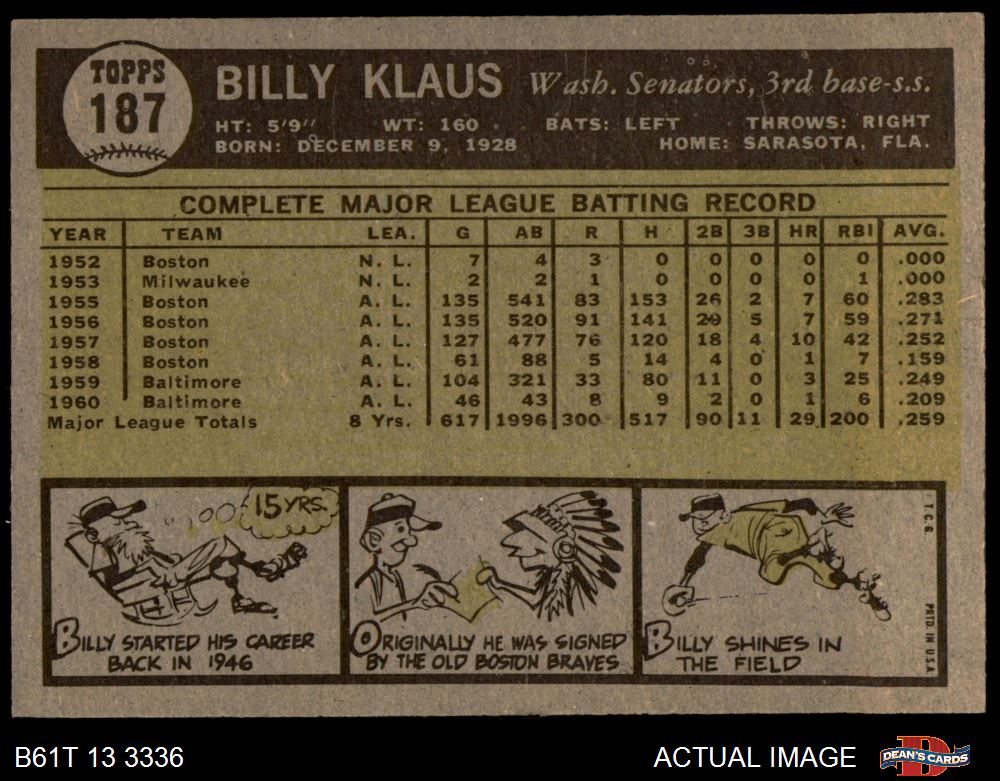 TOPPS
187
BILLY KLAUS Wash. Senators, 3rd base-s.s.
HT: 5'9" WT: 160 BATS: LEFT THROWS: RIGHT
BORN: DECEMBER 9, 1928 HOME: SARASOTA, FLA.
COMPLETE MAJOR LEAGUE BATTING RECORD
YEAR TEAM LEA. G AB R H 2B 3B HR RBI AVG.
1952 Boston N. L. 7 4 3 0 0 0 0 0 .000
1953 Milwaukee N. L. 2 2 1 0 0 0 0 1 .000
1955 Boston A. L. 135 541 83 153 26 2 7 60 .283
1956 Boston A. L. 135 520 91 141 29 5 7 59 .271
1957 Boston A. L. 127 477 76 120 18 4 10 42 .252
1958 Boston A. L. 61 88 5 14 4 0 1 7 .159
1959 Baltimore A. L. 104 321 33 80 11 0 3 25 .249
1960 Baltimore A. L. 46 43 8 9 2 0 1 6 .209
Major League Totals 8 Yrs. 617 1996 300 517 90 11 29 200 .259
15 YRS.
BILLY STARTED HIS CAREER
BACK IN 1946
ORIGINALLY HE WAS SIGNED
BY THE OLD BOSTON BRAVES
BILLY SHINES IN
THE FIELD
T.C.G.
PRTD IN U.S.A.
B61T 13 3336
ACTUAL IMAGE
DEAN'S CARDS